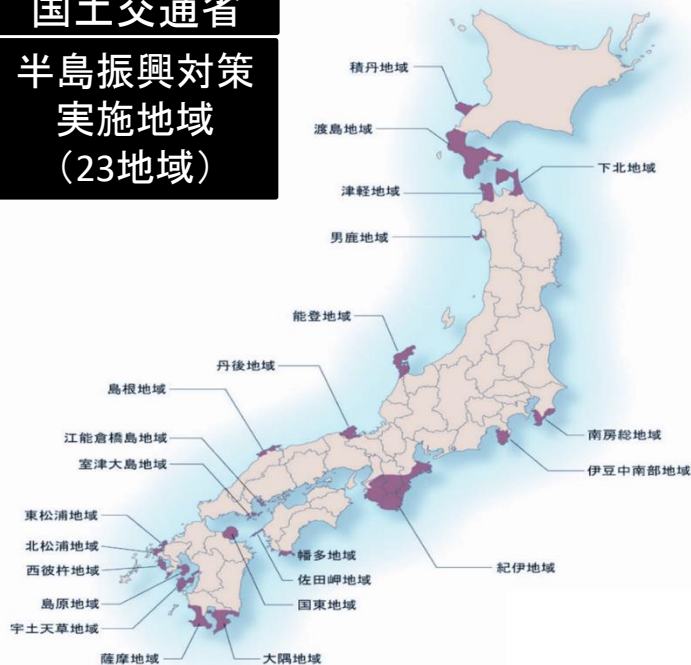 国土交通省
半島振興対策
実施地域
（23地域）
積丹地域
渡島地域
下北地域
津軽地域
男鹿地域
能登地域
丹後地域
島根地域
江能倉橋島地域
室津大島地域
南房総地域
伊豆中南部地域
東松浦地域
北松浦地域
西彼杵地域
島原地域
宇土天草地域
幡多地域
佐田岬地域
国東地域
紀伊地域
薩摩地域
大隅地域